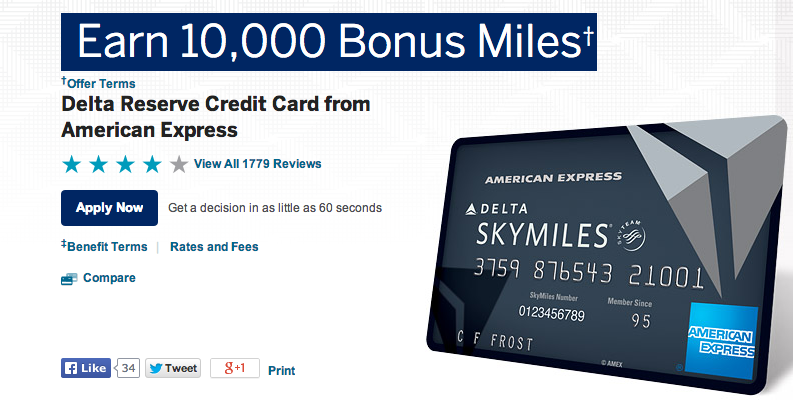 Earn 10,000 Bonus Miles†
†Offer Terms
Delta Reserve Credit Card from
American Express
View All 1779 Reviews
Apply Now Get a decision in as little as 60 seconds
‡Benefit Terms | Rates and Fees
Compare
Like 34 Tweet g+1 Print
AMERICAN EXPRESS
DELTA
SKYMILES® SKYTEAM
3759 876543 21001
SkyMiles Number Member Since
0123456789 95
C F FROST
AMERICAN
EXPRESS
© AMEX